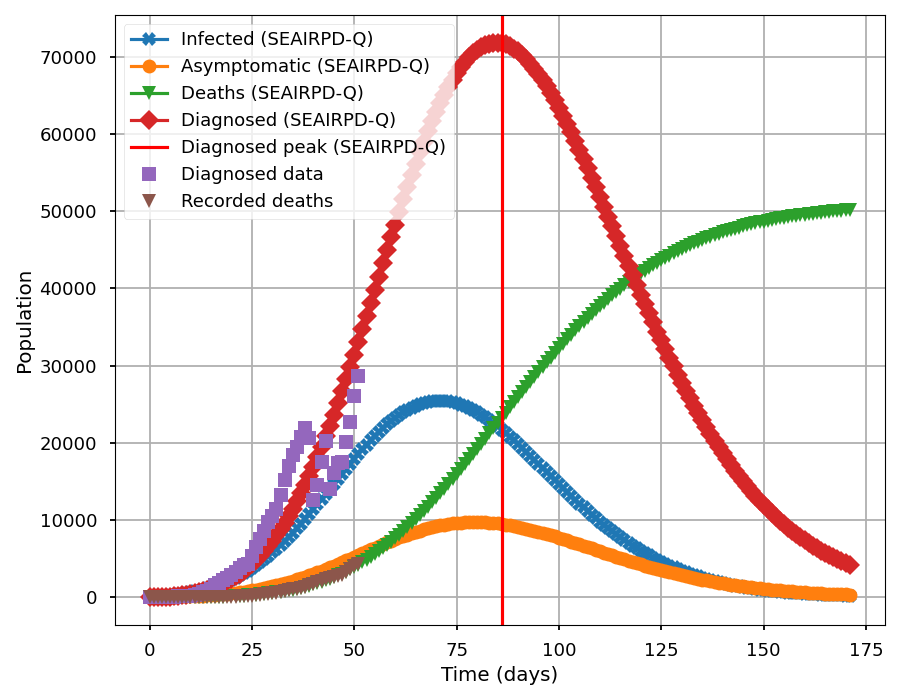 Infected (SEAIRPD-Q)
Asymptomatic (SEAIRPD-Q)
Deaths (SEAIRPD-Q)
Diagnosed (SEAIRPD-Q)
Diagnosed peak (SEAIRPD-Q)
Diagnosed data
Recorded deaths
70000
60000
50000
40000
30000
20000
10000
0
Population
0 25 50 75 100 125 150 175
Time (days)